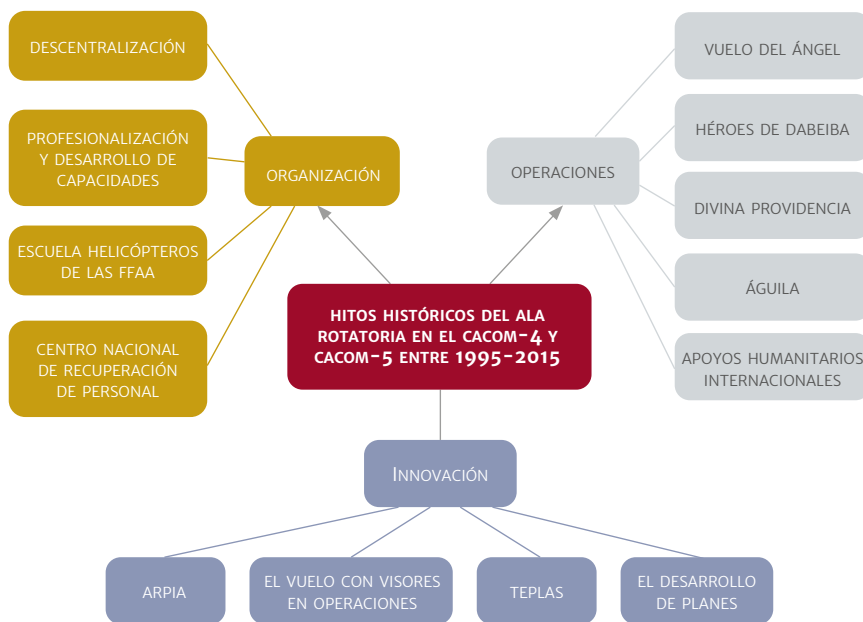 DESCENTRALIZACIÓN
PROFESIONALIZACIÓN
Y DESARROLLO DE
CAPACIDADES
ESCUELA HELICÓPTEROS
DE LAS FFAA
CENTRO NACIONAL
DE RECUPERACIÓN
DE PERSONAL
ORGANIZACIÓN
OPERACIONES
VUELO DEL ÁNGEL
HÉROES DE DABEIBA
DIVINA PROVIDENCIA
ÁGUILA
APOYOS HUMANITARIOS
INTERNACIONALES
HITOS HISTÓRICOS DEL ALA
ROTATORIA EN EL CACOM-4 Y
CACOM-5 ENTRE 1995-2015
INNOVACIÓN
ARPIA
EL VUELO CON VISORES
EN OPERACIONES
TEPLAS
EL DESARROLLO
DE PLANES